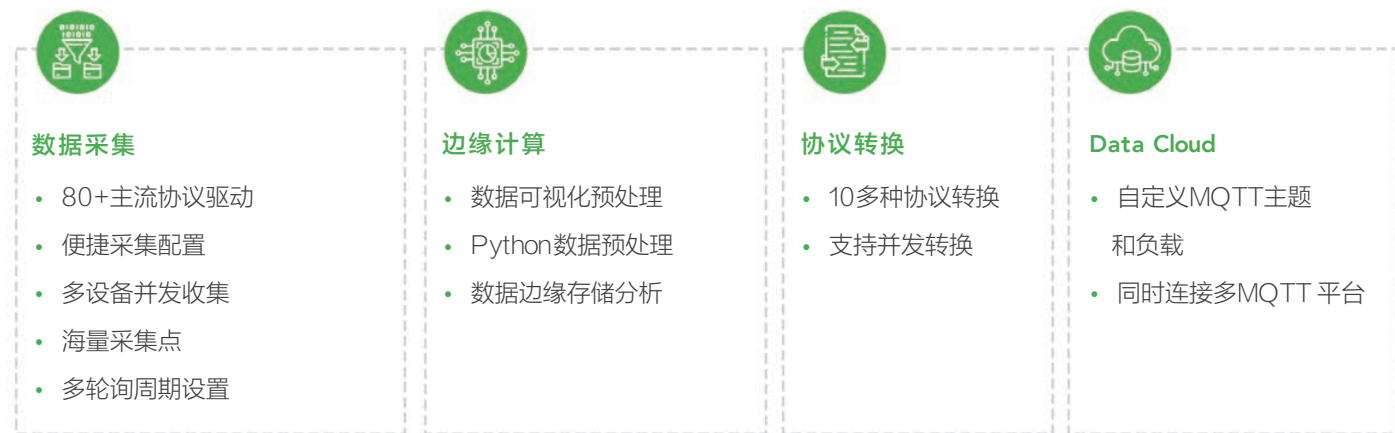 数据采集
• 80+主流协议驱动
• 便捷采集配置
• 多设备并发收集
• 海量采集点
• 多轮询周期设置
边缘计算
• 数据可视化预处理
• Python数据预处理
• 数据边缘存储分析
协议转换
• 10多种协议转换
• 支持并发转换
Data Cloud
• 自定义MQTT主题
和负载
• 同时连接多MQTT 平台